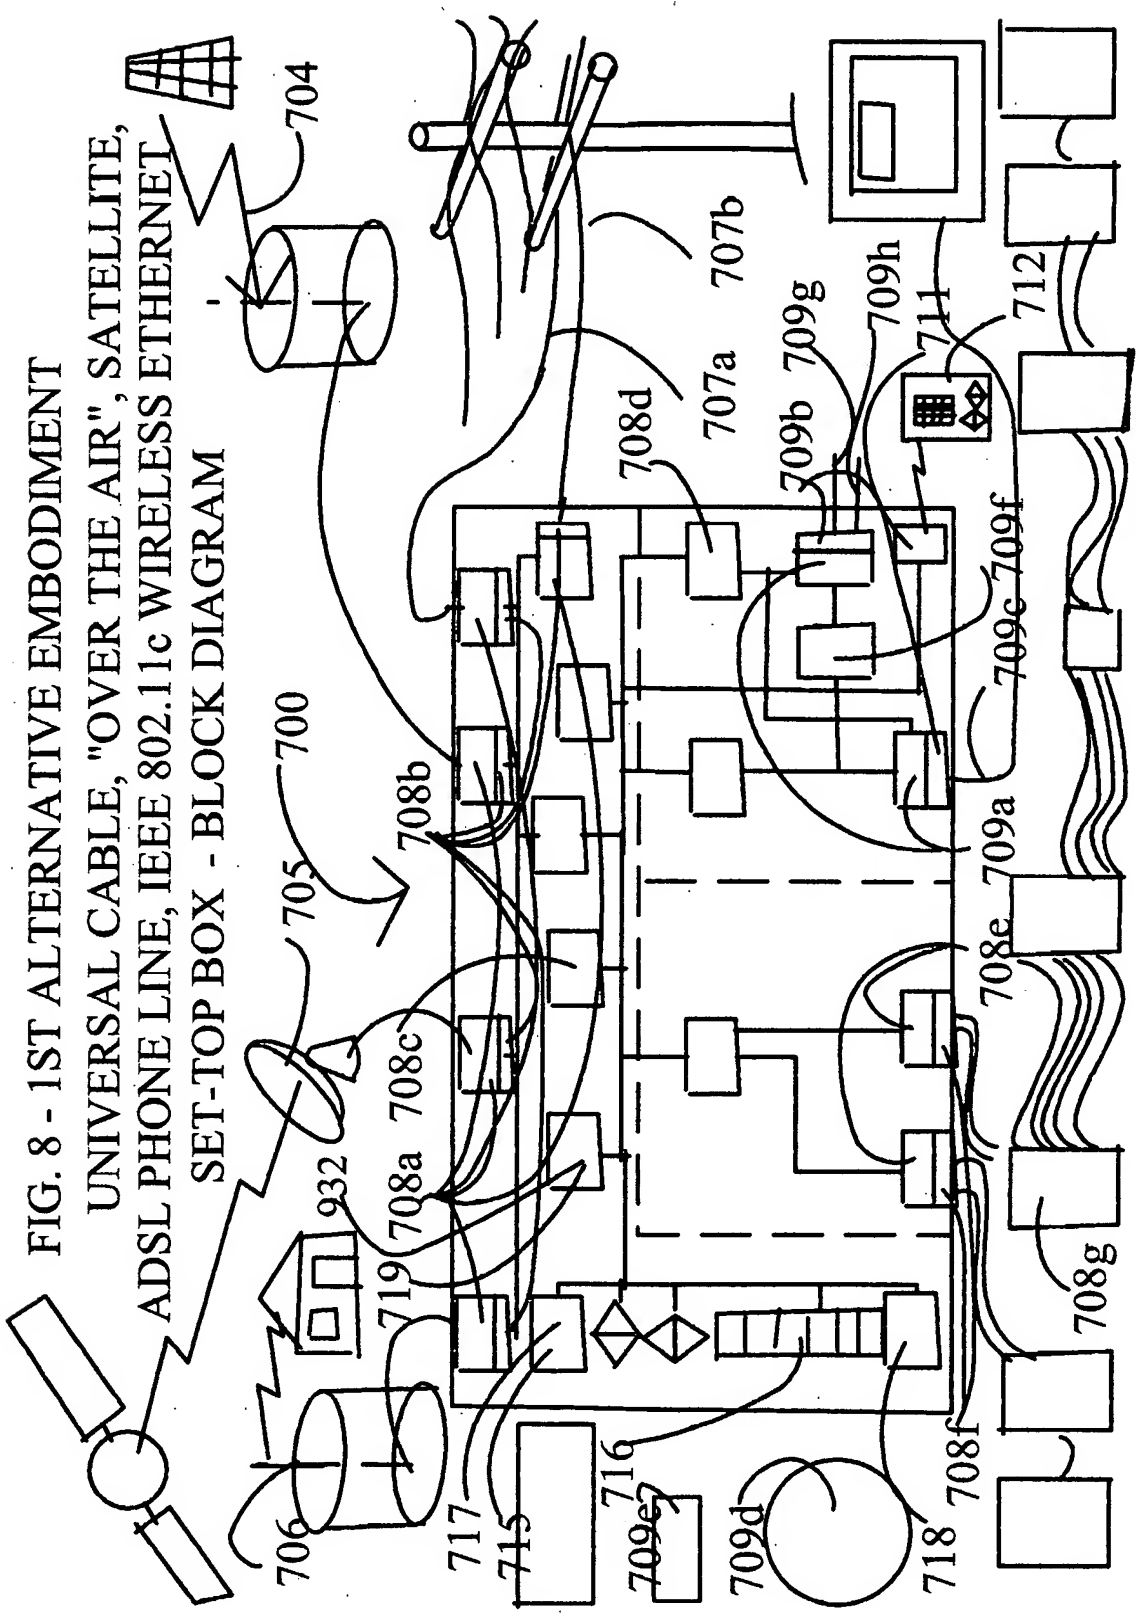 FIG. 8 - 1ST ALTERNATIVE EMBODIMENT
UNIVERSAL CABLE, "OVER THE AIR", SATELLITE,
ADSL PHONE LINE, IEEE 802.11c WIRELESS ETHERNET
SET-TOP BOX - BLOCK DIAGRAM
704
705
700
706
932
719
708a
708c
708b
707b
707a
708d
717
715
716
709e
709d
718
708f
708g
708e
709a
709c
709f
709b
709g
709h
711
712